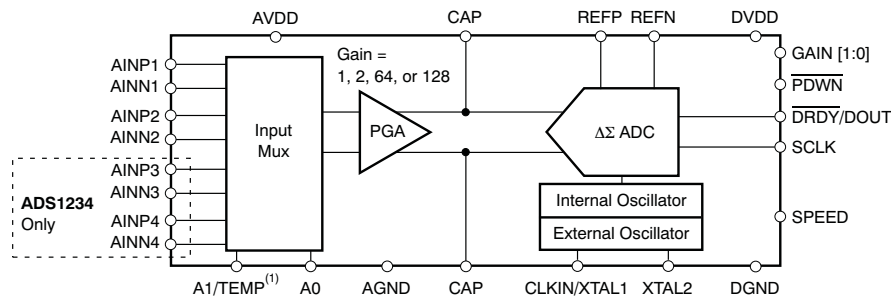 AVDD
CAP
REFP
REFN
DVDD
Gain =
1, 2, 64, or 128
AINP1
AINN1
AINP2
AINN2
AINP3
AINN3
AINP4
AINN4
ADS1234
Only
Input
Mux
PGA
ΔΣ ADC
Internal Oscillator
External Oscillator
GAIN [1:0]
PDWN
DRDY/DOUT
SCLK
SPEED
A1/TEMP(1)
A0
AGND
CAP
CLKIN/XTAL1
XTAL2
DGND